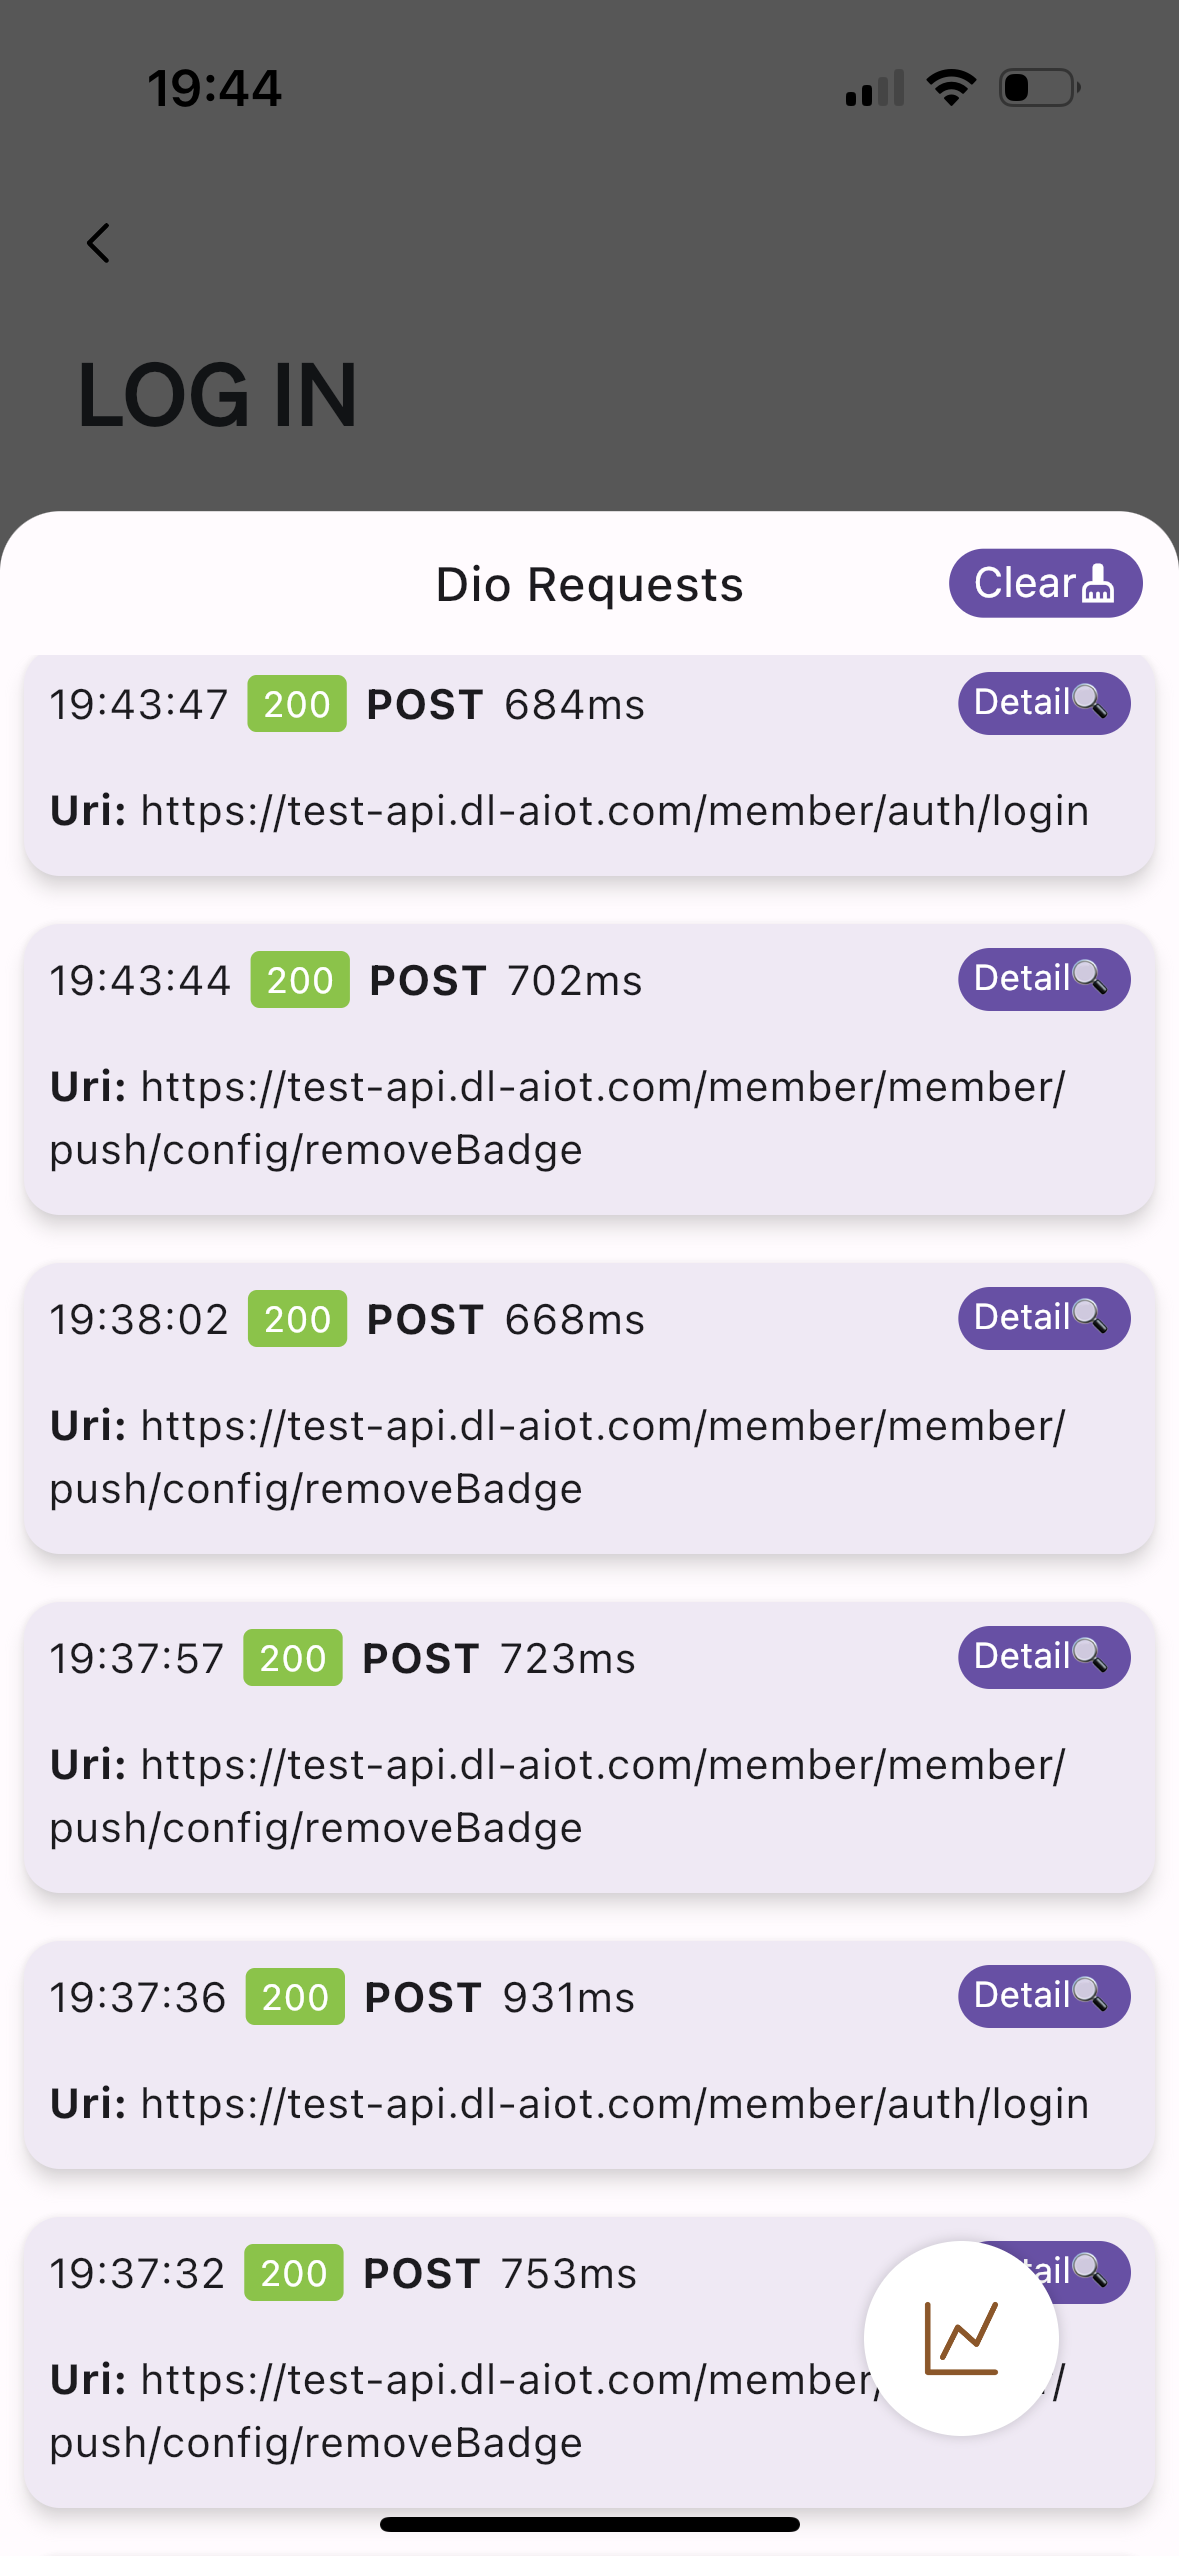 19:44
LOG IN
Dio Requests
Clear
19:43:47 200 POST 684ms Detail
Uri: https://test-api.dl-aiot.com/member/auth/login
19:43:44 200 POST 702ms Detail
Uri: https://test-api.dl-aiot.com/member/member/
push/config/removeBadge
19:38:02 200 POST 668ms Detail
Uri: https://test-api.dl-aiot.com/member/member/
push/config/removeBadge
19:37:57 200 POST 723ms Detail
Uri: https://test-api.dl-aiot.com/member/member/
push/config/removeBadge
19:37:36 200 POST 931ms Detail
Uri: https://test-api.dl-aiot.com/member/auth/login
19:37:32 200 POST 753ms
Uri: https://test-api.dl-aiot.com/member/
push/config/removeBadge